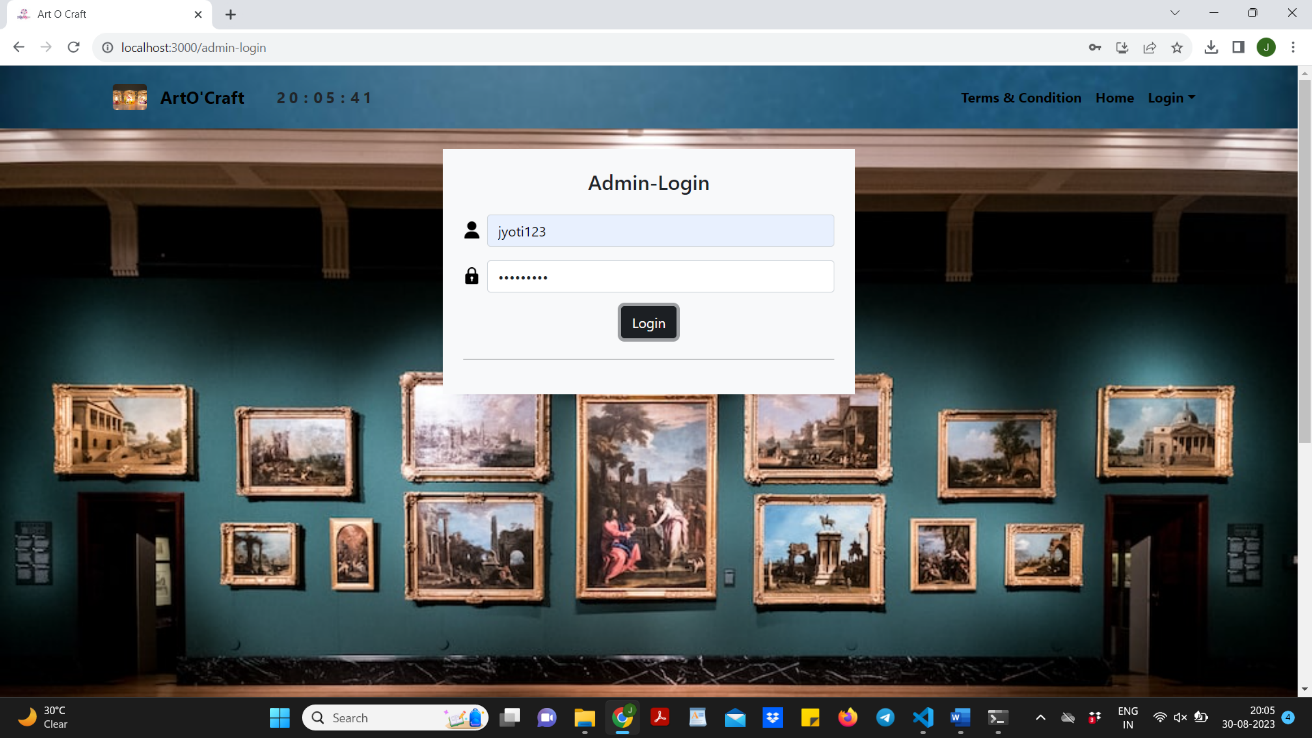 Art O Craft
localhost:3000/admin-login
J
ArtO'Craft
20:05:41
Terms & Condition
Home
Login
Admin-Login
jyoti123
•••••••••
Login
30°C
Clear
Search
J
W
ENG
IN
20:05
30-08-2023
4